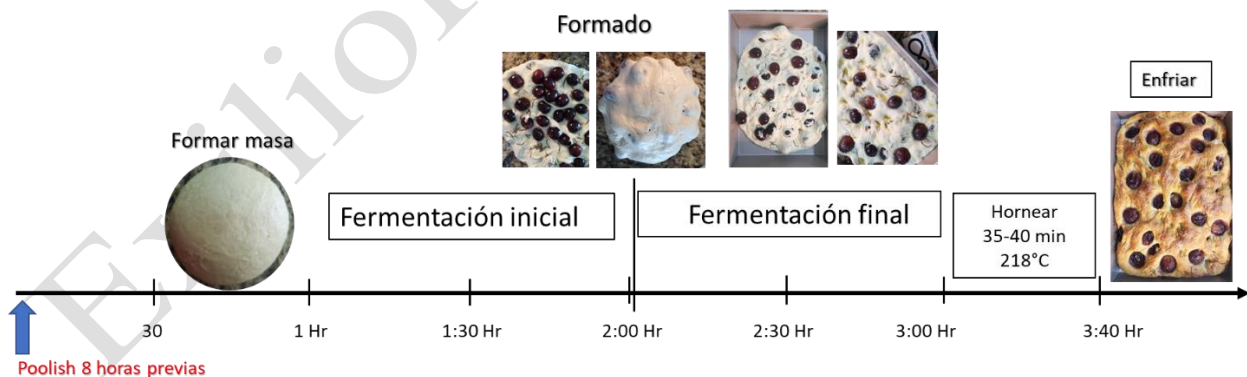 Formado
Enfriar
Formar masa
Fermentación inicial
Fermentación final
Hornear
35-40 min
218°C
30
1 Hr
1:30 Hr
2:00 Hr
2:30 Hr
3:00 Hr
3:40 Hr
Poolish 8 horas previas